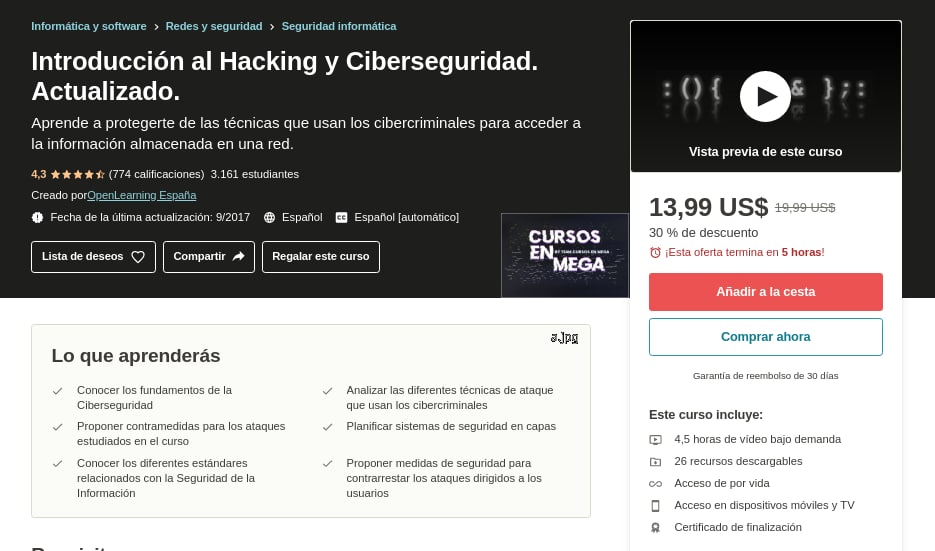 Informática y software > Redes y seguridad > Seguridad informática
Introducción al Hacking y Ciberseguridad.
Actualizado.
Aprende a protegerte de las técnicas que usan los cibercriminales para acceder a
la información almacenada en una red.
4,3 (774 calificaciones) 3.161 estudiantes
Creado porOpenLearning España
Fecha de la última actualización: 9/2017 Español Español [automático]
Lista de deseos Compartir Regalar este curso
CURSOS
EN
MEGA
:(){ & };:
Vista previa de este curso
13,99 US$ 19,99 US$
30 % de descuento
¡Esta oferta termina en 5 horas!
Añadir a la cesta
Comprar ahora
Garantía de reembolso de 30 días
Este curso incluye:
4,5 horas de vídeo bajo demanda
26 recursos descargables
Acceso de por vida
Acceso en dispositivos móviles y TV
Certificado de finalización
a.Jpg
Lo que aprenderás
Conocer los fundamentos de la
Ciberseguridad
Analizar las diferentes técnicas de ataque
que usan los cibercriminales
Proponer contramedidas para los ataques
estudiados en el curso
Planificar sistemas de seguridad en capas
Conocer los diferentes estándares
relacionados con la Seguridad de la
Información
Proponer medidas de seguridad para
contrarrestar los ataques dirigidos a los
usuarios